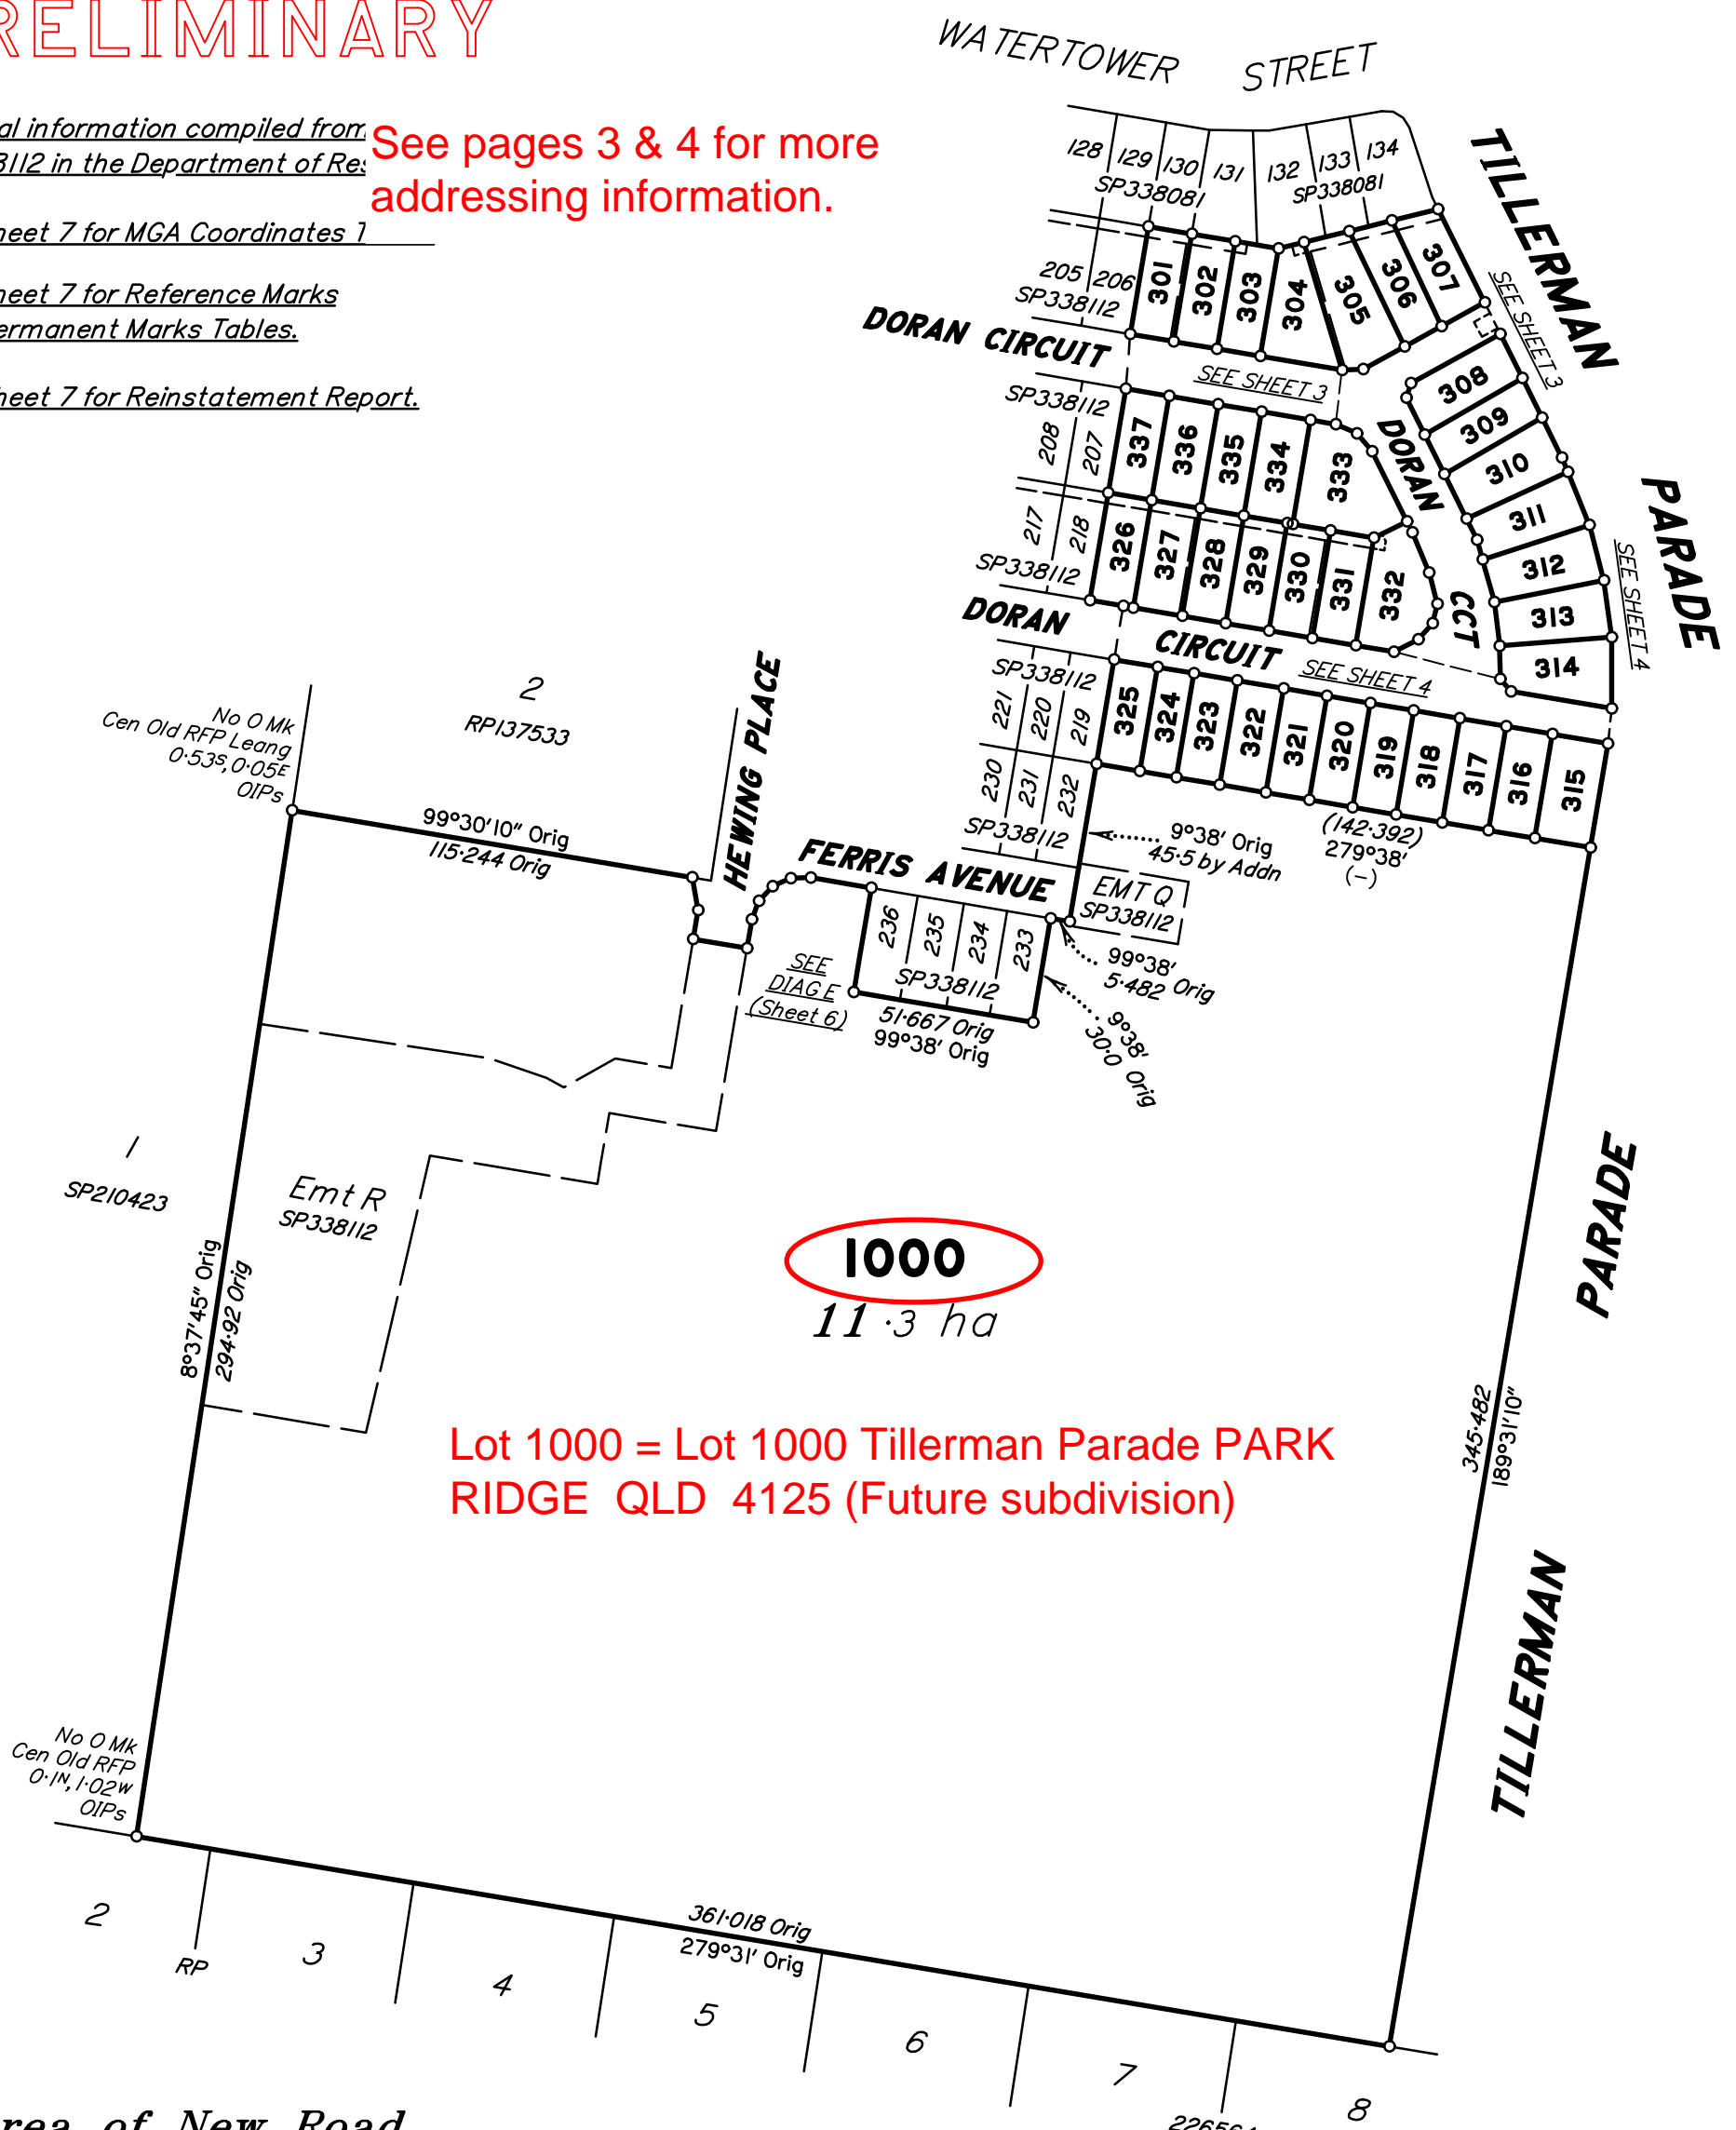 RELIMINARY
al information compiled from
3112 in the Department of Res
heet 7 for MGA Coordinates T
heet 7 for Reference Marks
ermanent Marks Tables.
heet 7 for Reinstatement Report.
See pages 3 & 4 for more
addressing information.
WATERTOWER STREET
128 129 130 131 132 133 134
SP338081
SP338081
TILLERMAN
PARADE
SEE SHEET 3
SEE SHEET 4
205 206
SP338112
301 302 303 304 305 306 307
DORAN CIRCUIT
SEE SHEET 3
308
309
310
311
312
313
314
DORAN
CCT
SP338112
208 207
337 336 335 334 333
217 218
SP338112
326 327 328 329 330 331 332
DORAN CIRCUIT
SEE SHEET 4
SP338112
221 220 219
325 324 323 322 321 320 319 318 317 316 315
230 231 232
SP338112
9°38' Orig
45·5 by Addn
(142·392)
279°38'
(-)
2
RP137533
No O Mk
Cen Old RFP Leang
0·53S, 0·05E
OIPs
99°30'10" Orig
115·244 Orig
HEWING PLACE
FERRIS AVENUE
EMT Q
SP338112
236 235 234 233
SP338112
SEE
DIAG E
(Sheet 6)
51·667 Orig
99°38' Orig
99°38' Orig
5·482
9°38'
30·0 Orig
1
SP210423
Emt R
SP338112
8°37'45" Orig
294·92 Orig
1000
11·3 ha
Lot 1000 = Lot 1000 Tillerman Parade PARK
RIDGE QLD 4125 (Future subdivision)
345·482
189°31'10"
PARADE
TILLERMAN
No O Mk
Cen Old RFP
0·1N, 1·02W
OIPs
361·018 Orig
279°31' Orig
2 3 4 5 6 7 8
RP
rea of New Road